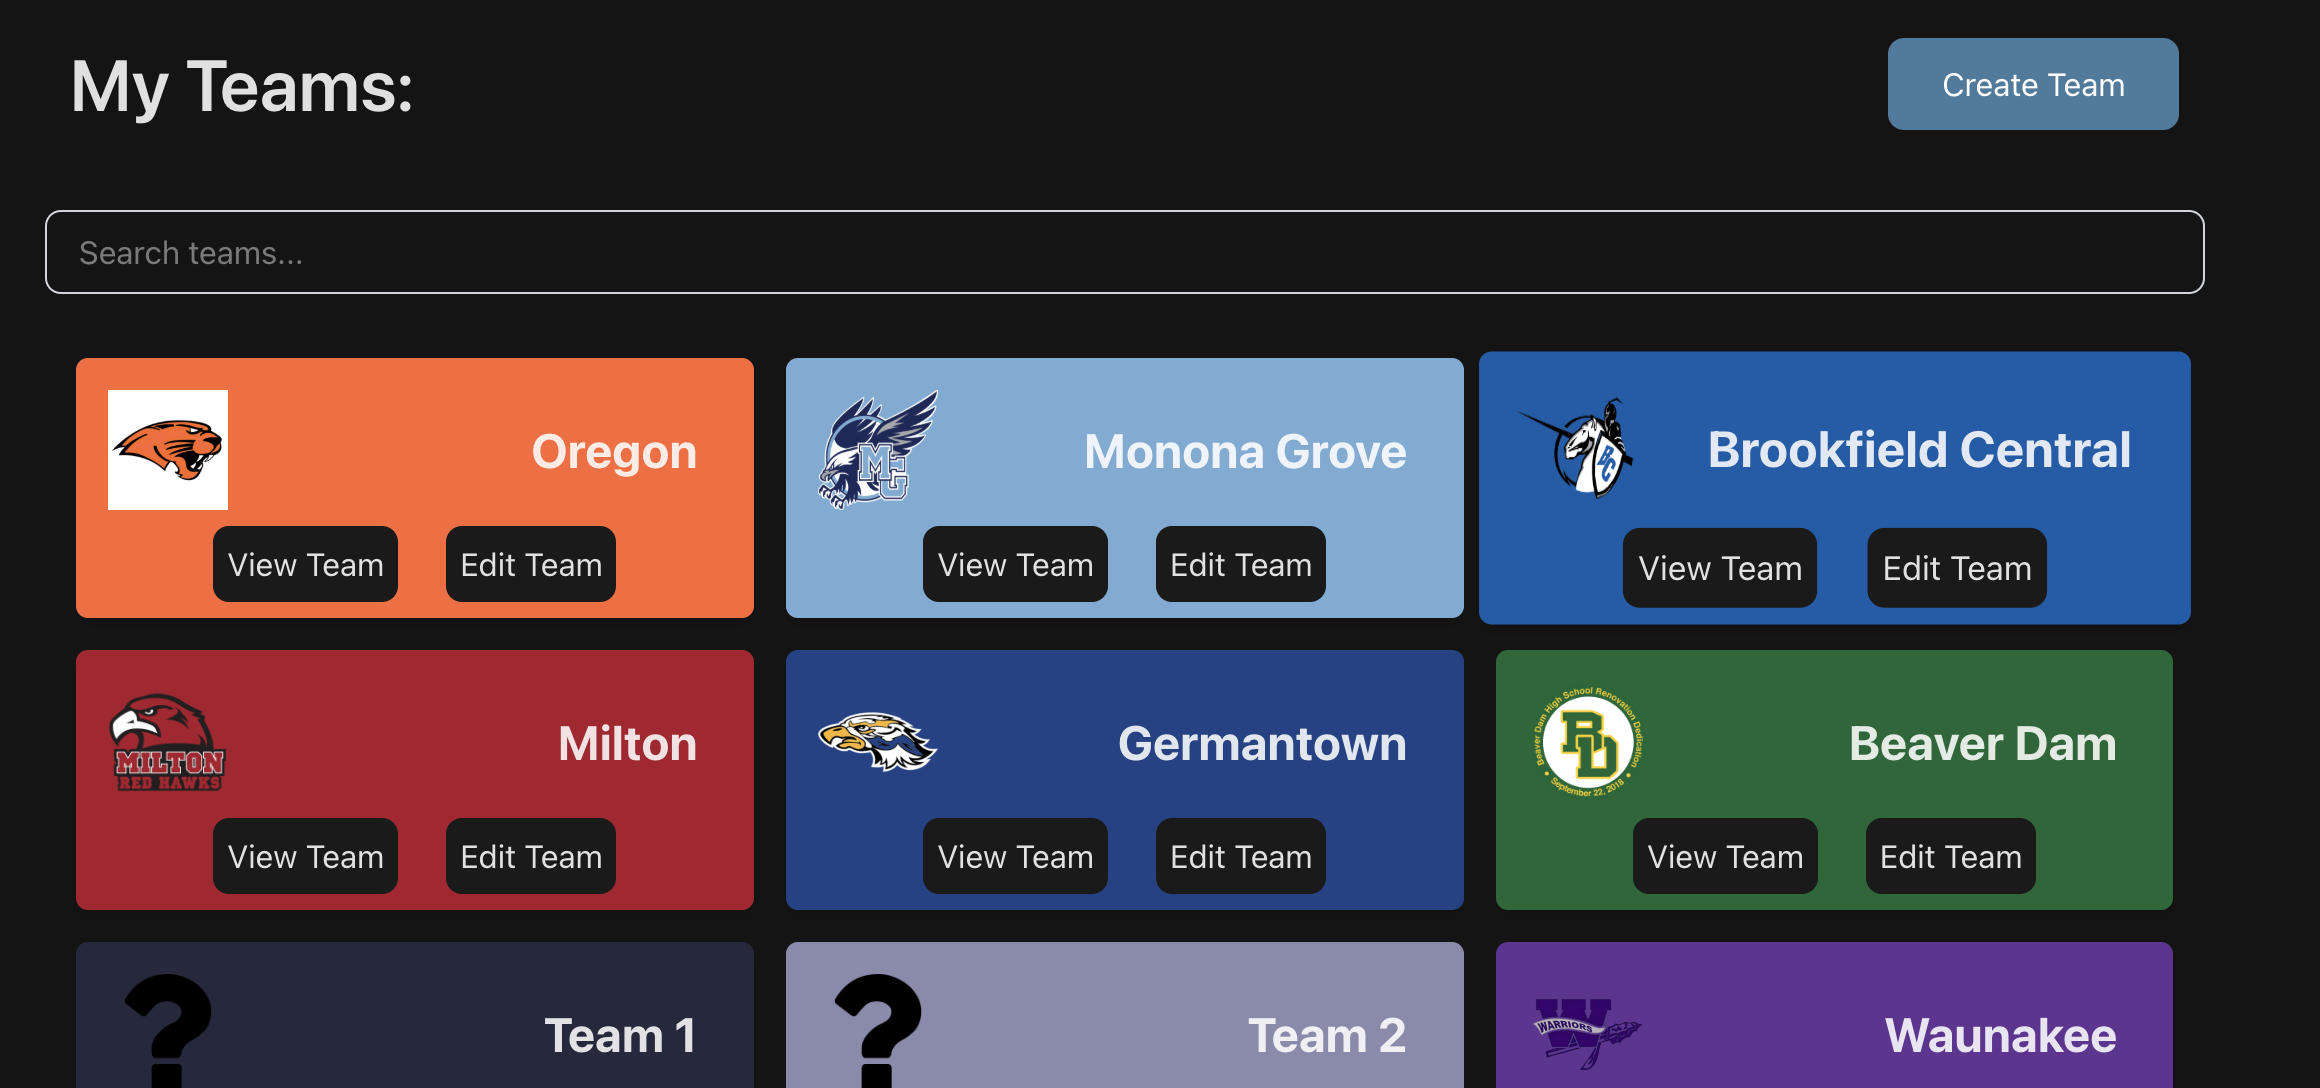 My Teams:
Create Team
Search teams...
Oregon
View Team
Edit Team
MG
Monona Grove
View Team
Edit Team
BC
Brookfield Central
View Team
Edit Team
MILTON
RED HAWKS
Milton
View Team
Edit Team
Germantown
View Team
Edit Team
Beaver Dam High School Renovation Dedication
BD
• September 22, 2018 •
Beaver Dam
View Team
Edit Team
?
Team 1
?
Team 2
W
WARRIORS
Waunakee